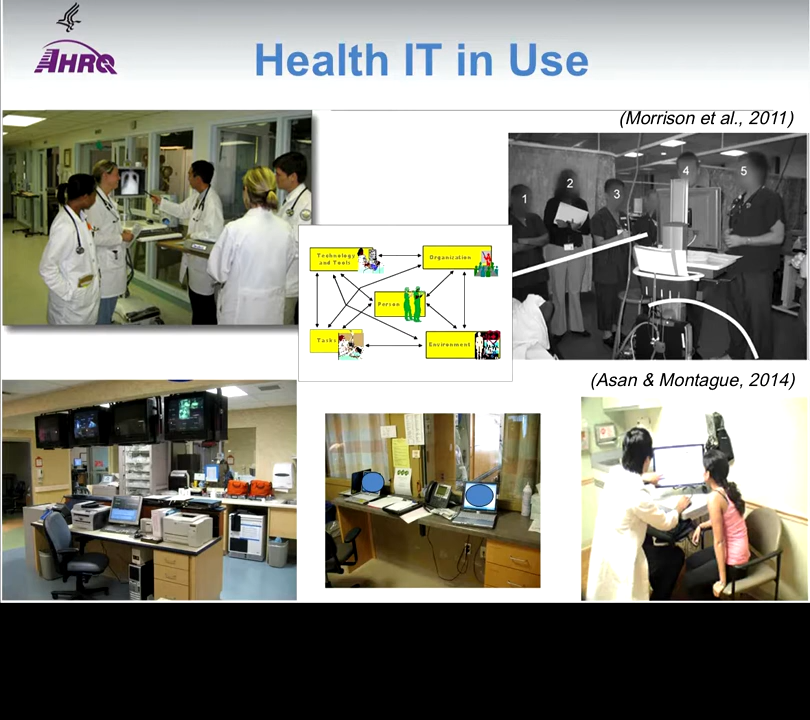 AHRQ
Health IT in Use
(Morrison et al., 2011)
1
2
3
4
5
Technology
and Tools
Organization
Person
Tasks
Environment
(Asan & Montague, 2014)